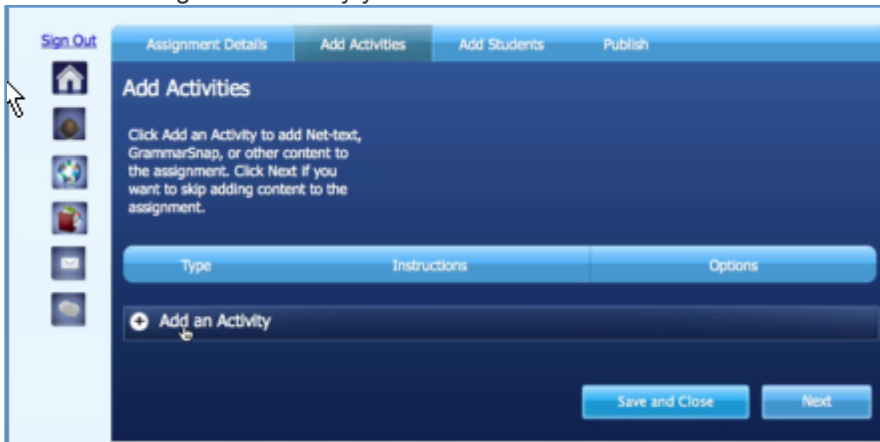 Sign Out
Assignment Details Add Activities Add Students Publish
Add Activities
Click Add an Activity to add Net-text,
GrammarSnap, or other content to
the assignment. Click Next if you
want to skip adding content to the
assignment.
Type Instructions Options
Add an Activity
Save and Close Next